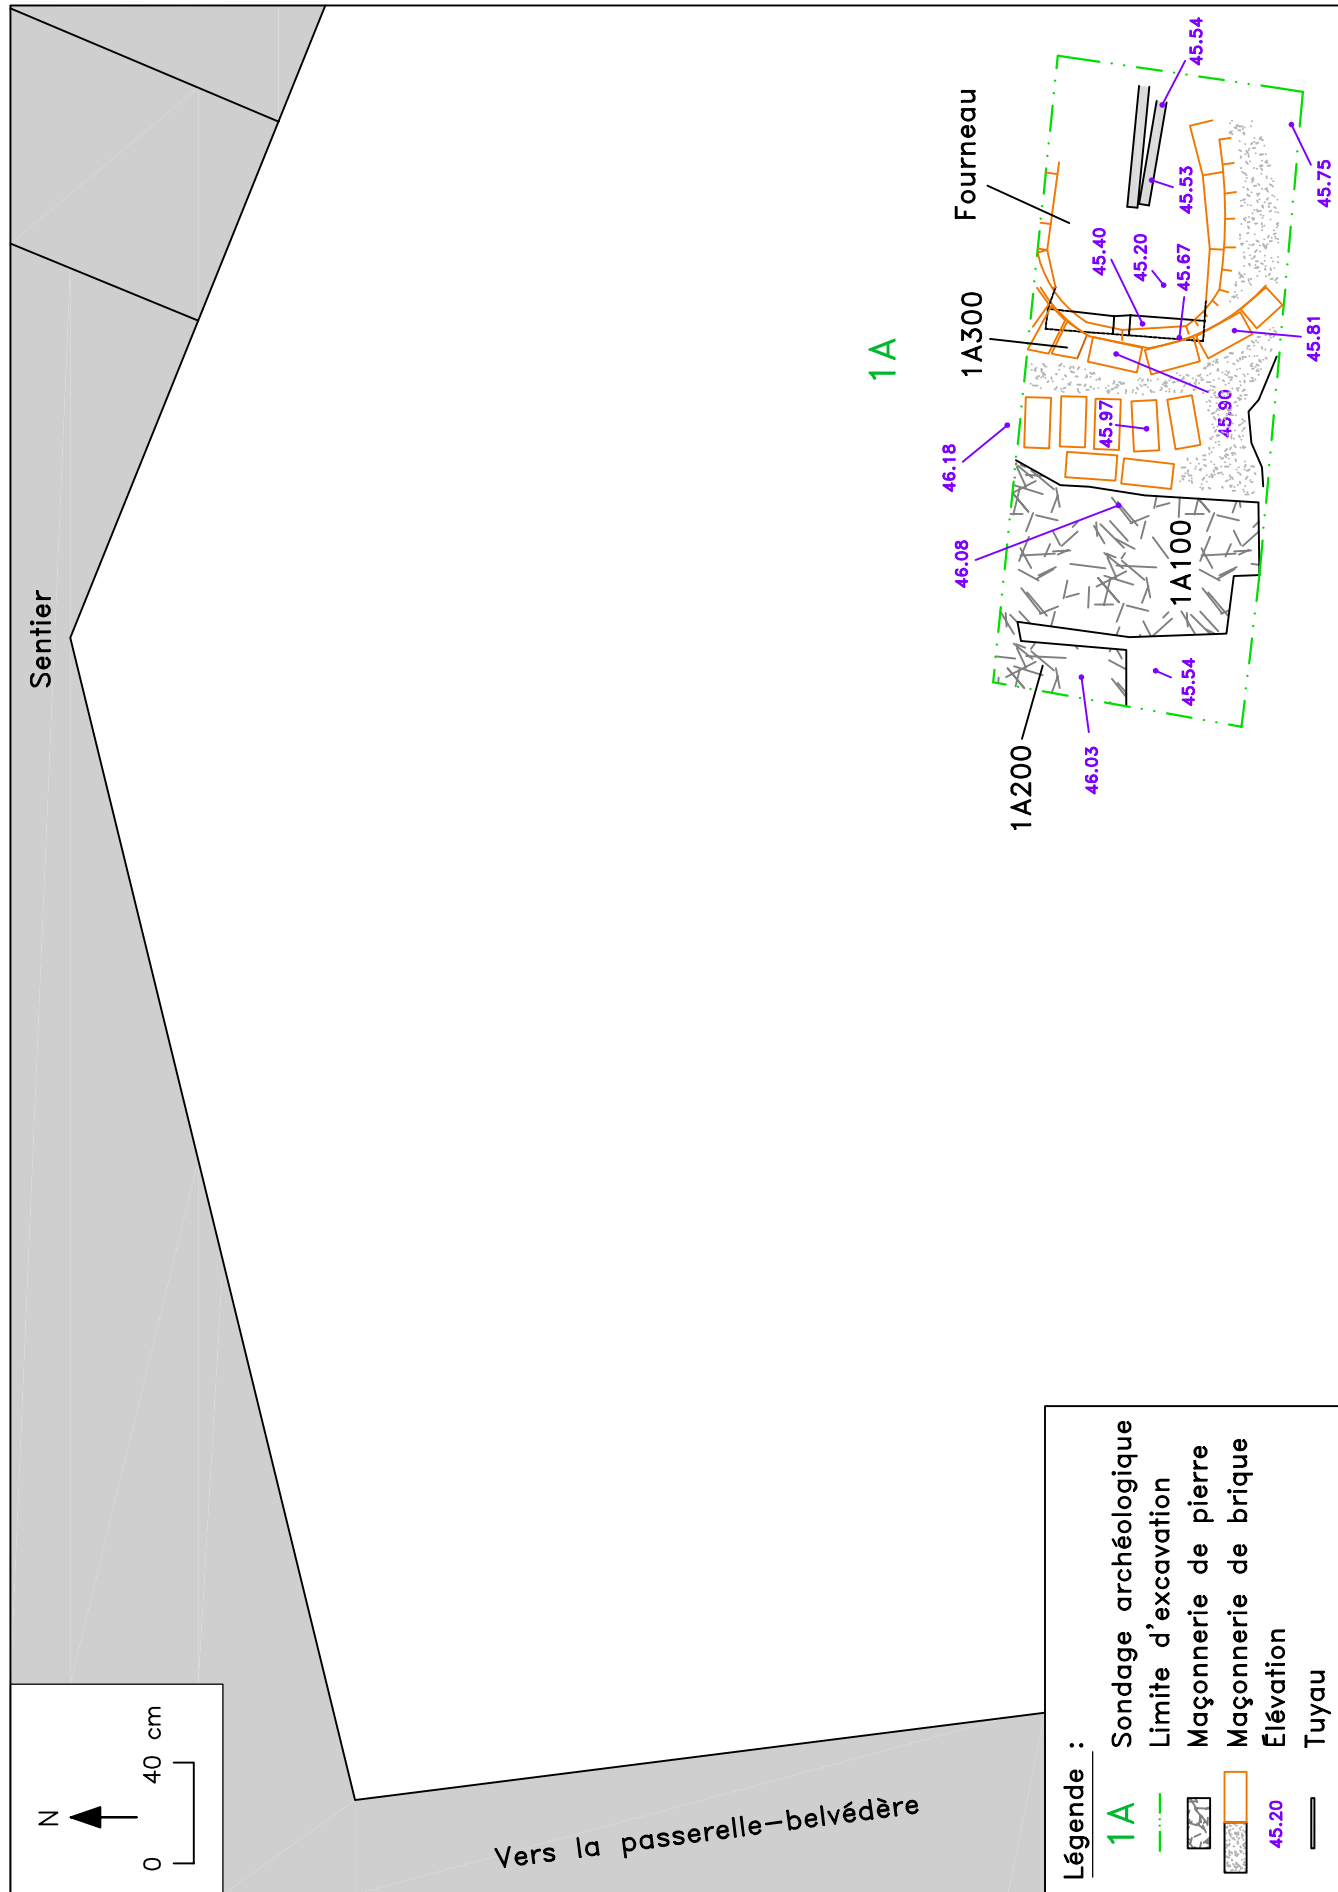 Sentier
1A
Fourneau
1A300
45.54
45.53
45.75
45.40
45.20
45.67
45.81
45.90
45.97
46.18
46.08
1A100
45.54
1A200
46.03
Vers la passerelle-belvédère
N
0 40 cm
Légende :
1A Sondage archéologique
Limite d'excavation
Maçonnerie de pierre
Maçonnerie de brique
45.20 Élévation
Tuyau